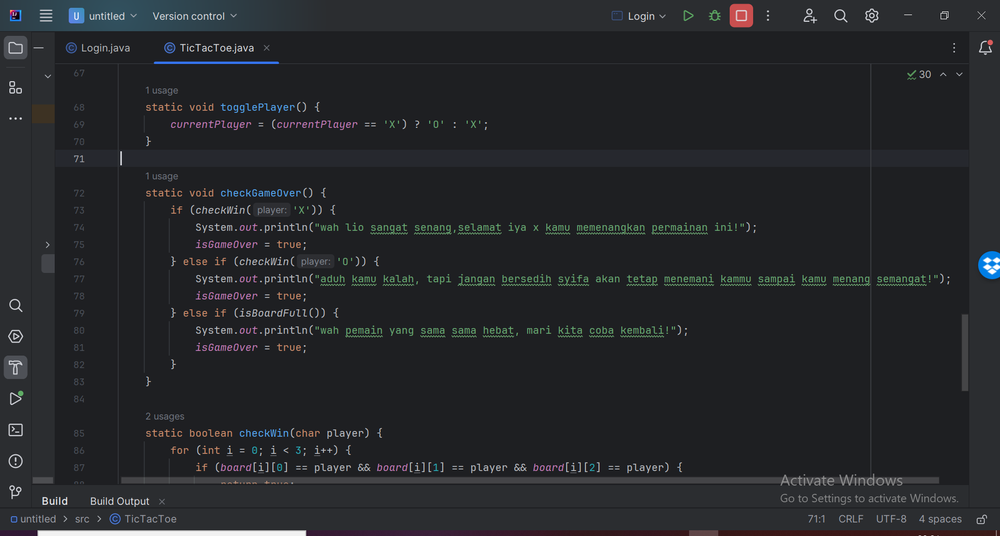 U untitled Version control Login
Login.java TicTacToe.java
67 30
1 usage
68 static void togglePlayer() {
69 currentPlayer = (currentPlayer == 'X') ? 'O' : 'X';
70 }
71
1 usage
72 static void checkGameOver() {
73 if (checkWin( player: 'X')) {
74 System.out.println("wah lio sangat senang,selamat iya x kamu memenangkan permainan ini!");
75 isGameOver = true;
76 } else if (checkWin( player: 'O')) {
77 System.out.println("aduh kamu kalah, tapi jangan bersedih syifa akan tetap menemani kammu sampai kamu menang semangat!");
78 isGameOver = true;
79 } else if (isBoardFull()) {
80 System.out.println("wah pemain yang sama sama hebat, mari kita coba kembali!");
81 isGameOver = true;
82 }
83 }
84
2 usages
85 static boolean checkWin(char player) {
86 for (int i = 0; i < 3; i++) {
87 if (board[i][0] == player && board[i][1] == player && board[i][2] == player) {
88 return true;
Activate Windows
Go to Settings to activate Windows.
Build Build Output
untitled > src > TicTacToe 71:1 CRLF UTF-8 4 spaces